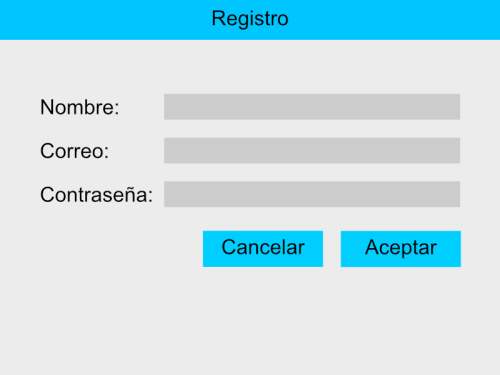 Registro
Nombre:
Correo:
Contraseña:
Cancelar Aceptar